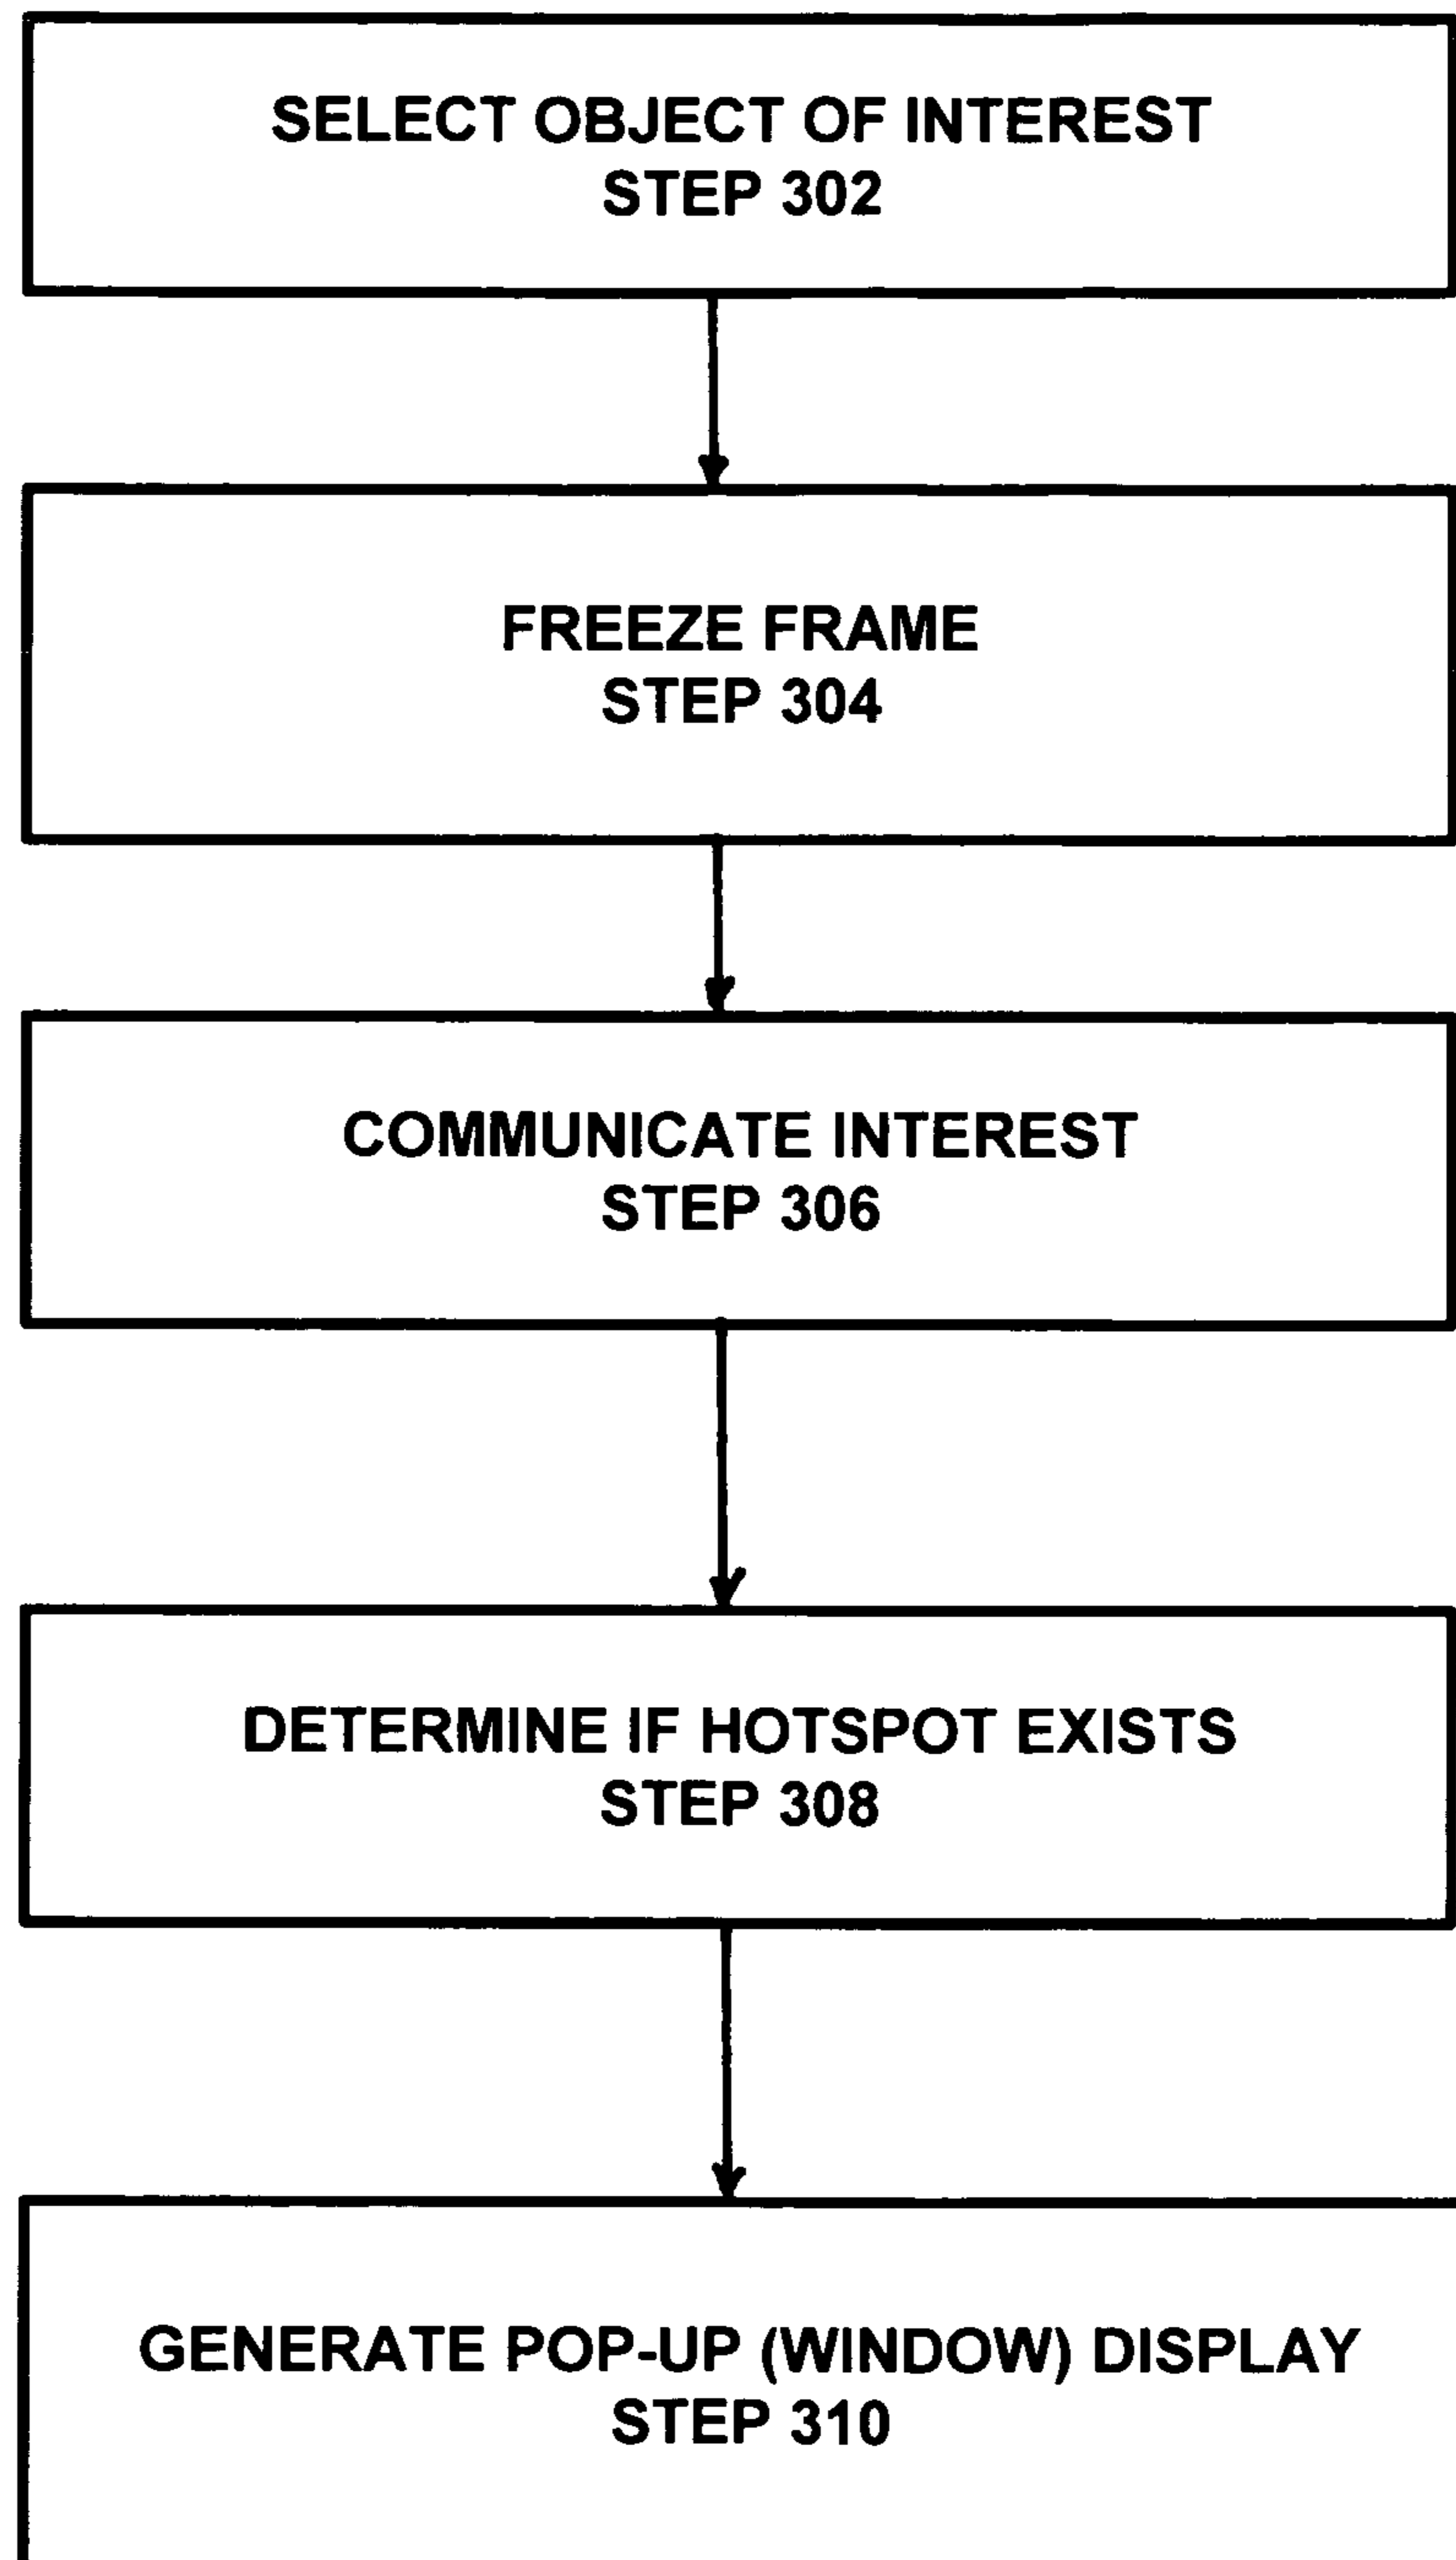 SELECT OBJECT OF INTEREST
STEP 302
FREEZE FRAME
STEP 304
COMMUNICATE INTEREST
STEP 306
DETERMINE IF HOTSPOT EXISTS
STEP 308
GENERATE POP-UP (WINDOW) DISPLAY
STEP 310